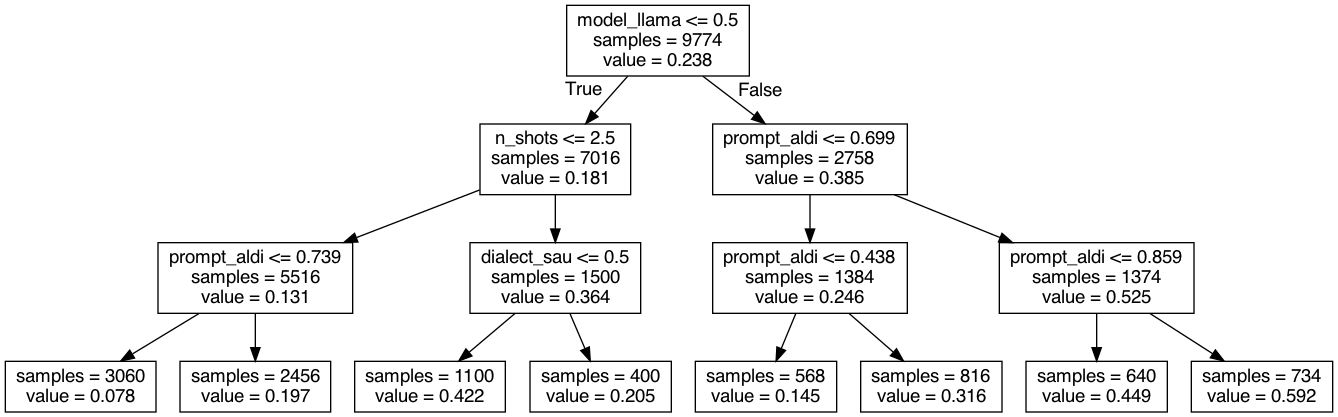 model_llama <= 0.5
samples = 9774
value = 0.238
True
False
n_shots <= 2.5
samples = 7016
value = 0.181
prompt_aldi <= 0.699
samples = 2758
value = 0.385
prompt_aldi <= 0.739
samples = 5516
value = 0.131
dialect_sau <= 0.5
samples = 1500
value = 0.364
prompt_aldi <= 0.438
samples = 1384
value = 0.246
prompt_aldi <= 0.859
samples = 1374
value = 0.525
samples = 3060
value = 0.078
samples = 2456
value = 0.197
samples = 1100
value = 0.422
samples = 400
value = 0.205
samples = 568
value = 0.145
samples = 816
value = 0.316
samples = 640
value = 0.449
samples = 734
value = 0.592